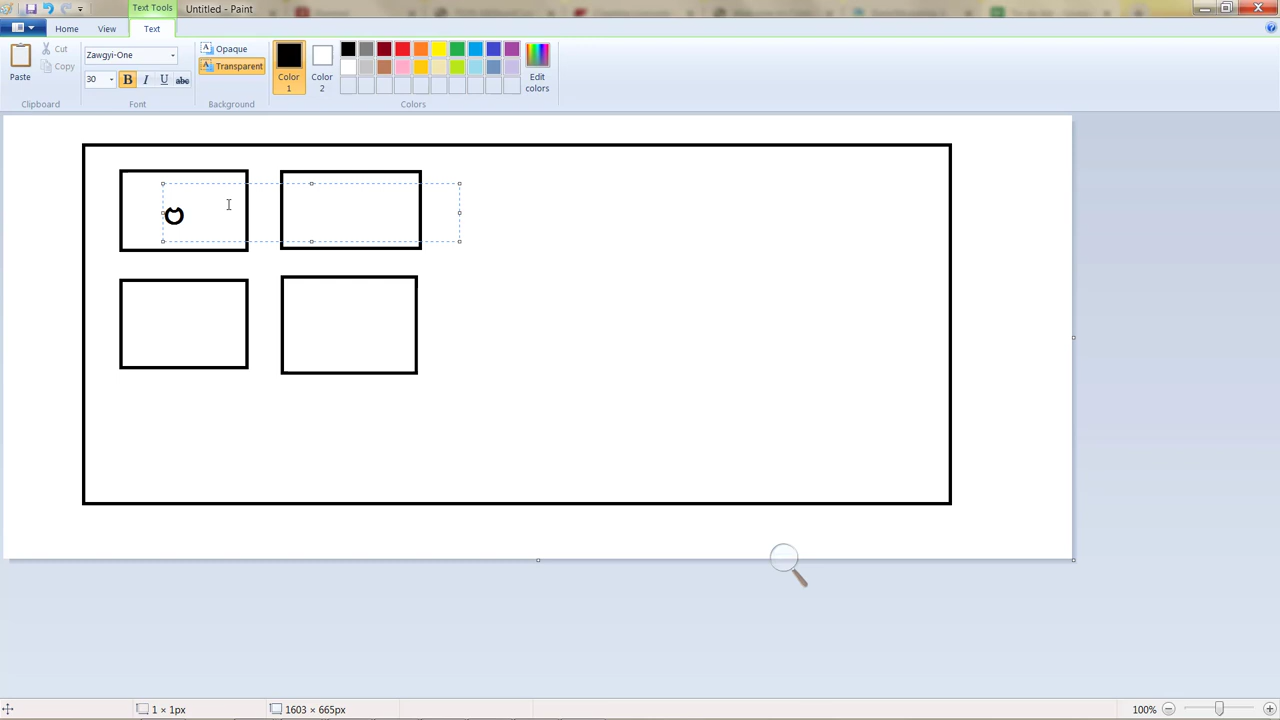 Text Tools
Untitled - Paint
Home
View
Text
Paste
Cut
Copy
Clipboard
Zawgyi-One
30
B I U abc
Font
Opaque
Transparent
Background
Color 1
Color 2
Edit colors
Colors
ပ
1 × 1px
1603 × 665px
100%